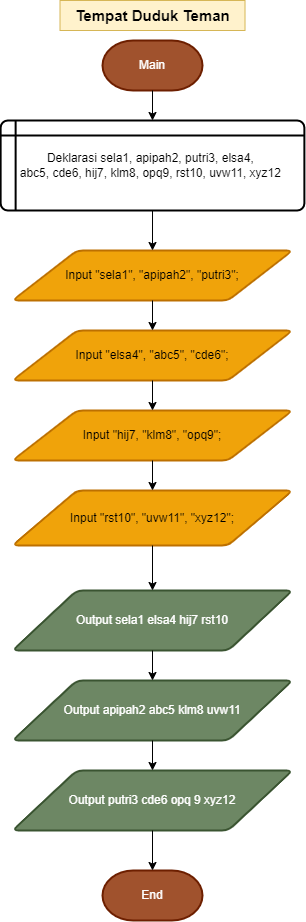 Tempat Duduk Teman
Main
Deklarasi sela1, apipah2, putri3, elsa4,
abc5, cde6, hij7, klm8, opq9, rst10, uvw11, xyz12
Input "sela1", "apipah2", "putri3";
Input "elsa4", "abc5", "cde6";
Input "hij7, "klm8", "opq9";
Input "rst10", "uvw11", "xyz12";
Output sela1 elsa4 hij7 rst10
Output apipah2 abc5 klm8 uvw11
Output putri3 cde6 opq 9 xyz12
End